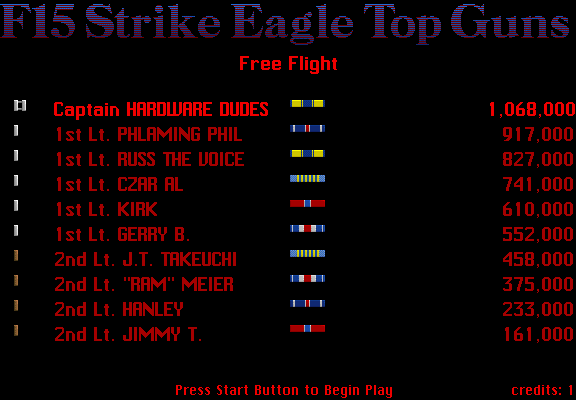 F15 Strike Eagle Top Guns
Free Flight
Captain HARDWARE DUDES 1,068,000
1st Lt. PHLAMING PHIL 917,000
1st Lt. RUSS THE VOICE 827,000
1st Lt. CZAR AL 741,000
1st Lt. KIRK 610,000
1st Lt. GERRY B. 552,000
2nd Lt. J.T. TAKEUCHI 458,000
2nd Lt. "RAM" MEIER 375,000
2nd Lt. HANLEY 233,000
2nd Lt. JIMMY T. 161,000
Press Start Button to Begin Play credits: 1